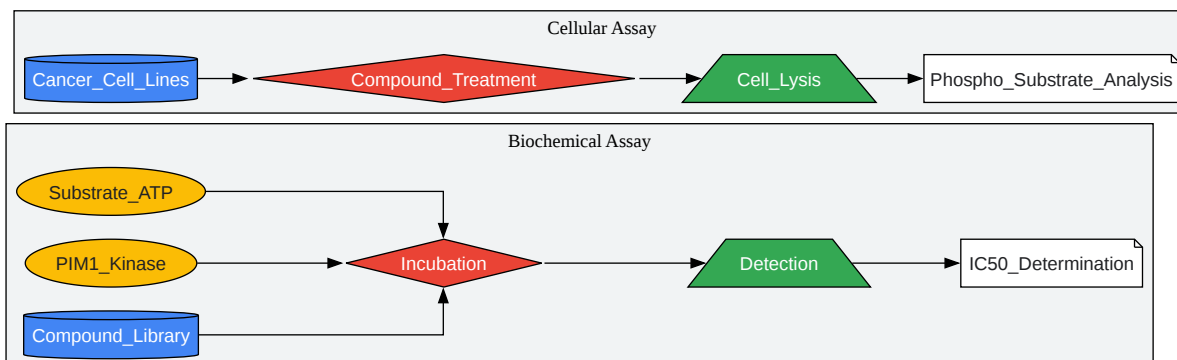 Cellular Assay
Cancer_Cell_Lines
Compound_Treatment
Cell_Lysis
Phospho_Substrate_Analysis
Biochemical Assay
Substrate_ATP
PIM1_Kinase
Incubation
Detection
IC50_Determination
Compound_Library